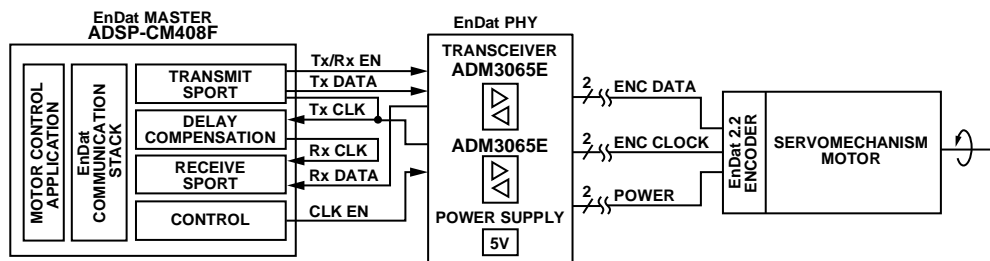 EnDat MASTER
ADSP-CM408F
MOTOR CONTROL
APPLICATION
EnDat
COMMUNICATION
STACK
TRANSMIT
SPORT
DELAY
COMPENSATION
RECEIVE
SPORT
CONTROL
Tx/Rx EN
Tx DATA
Tx CLK
Rx CLK
Rx DATA
CLK EN
EnDat PHY
TRANSCEIVER
ADM3065E
ADM3065E
POWER SUPPLY
5V
2
ENC DATA
2
ENC CLOCK
2
POWER
EnDat 2.2
ENCODER
SERVOMECHANISM
MOTOR